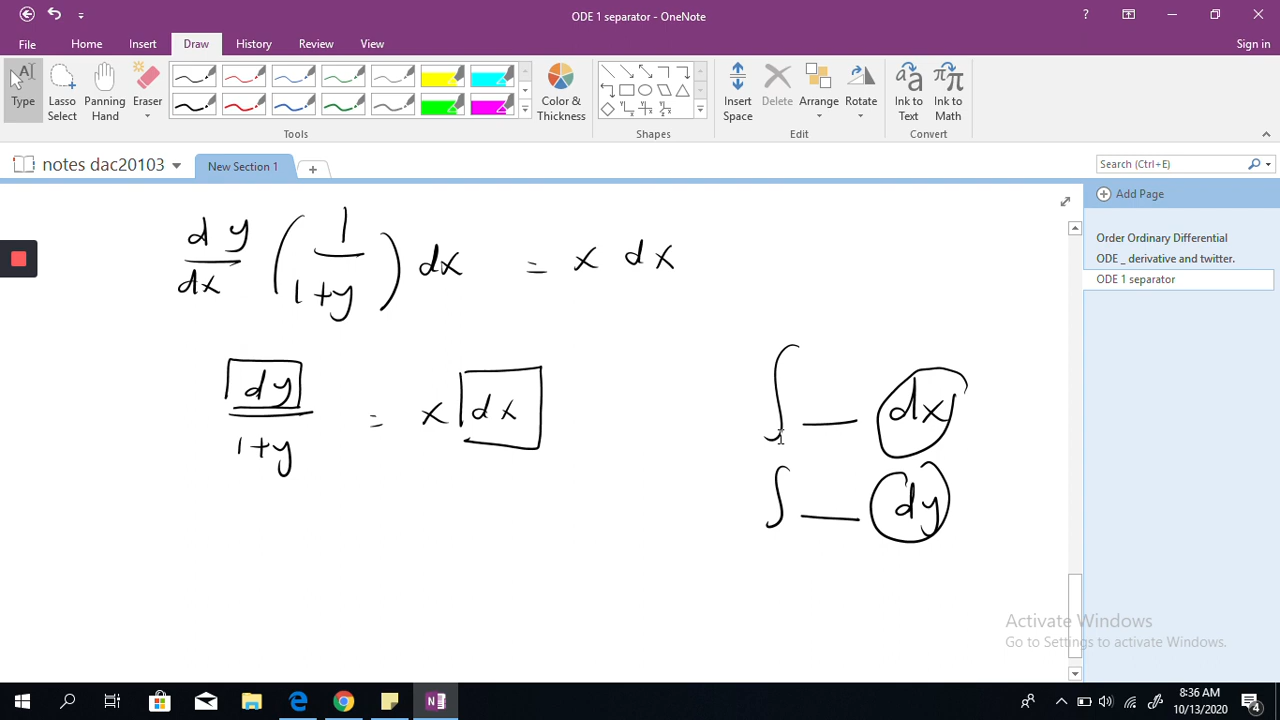 ODE 1 separator - OneNote
?
File Home Insert Draw History Review View Sign in
Type
Lasso Select
Panning Hand
Eraser
Color & Thickness
Insert Space
Delete
Arrange
Rotate
Ink to Text
Ink to Math
Tools Shapes Edit Convert
notes dac20103 New Section 1 +
Search (Ctrl+E)
Add Page
Order Ordinary Differential
ODE _ derivative and twitter.
ODE 1 separator
dy/dx (1/1+y) dx = x dx
dy/1+y = x dx
∫ __ dx
∫ __ dy
Activate Windows
Go to Settings to activate Windows.
8:36 AM
10/13/2020
4